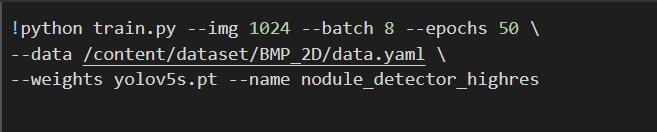 !python train.py --img 1024 --batch 8 --epochs 50 \
--data /content/dataset/BMP_2D/data.yaml \
--weights yolov5s.pt --name nodule_detector_highres